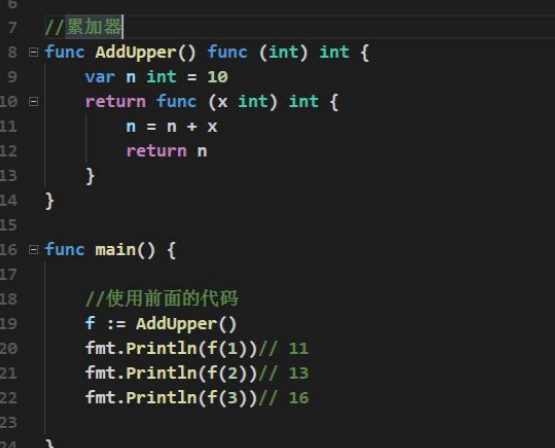 6
7 //累加器
8 func AddUpper() func (int) int {
9 var n int = 10
10 return func (x int) int {
11 n = n + x
12 return n
13 }
14 }
15
16 func main() {
17
18 //使用前面的代码
19 f := AddUpper()
20 fmt.Println(f(1))// 11
21 fmt.Println(f(2))// 13
22 fmt.Println(f(3))// 16
23
24 }